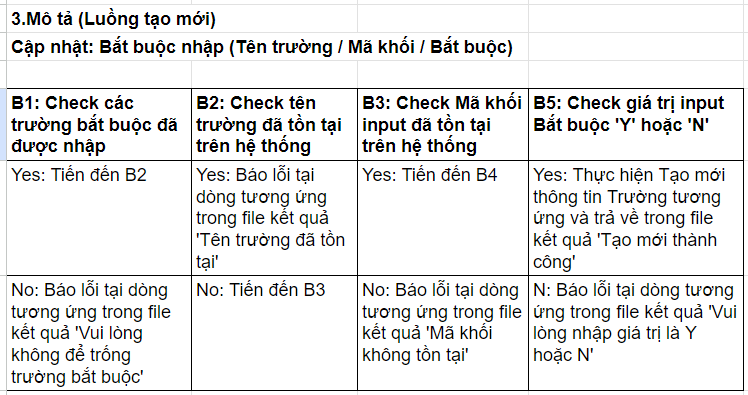 3.Mô tả (Luồng tạo mới)
Cập nhật: Bắt buộc nhập (Tên trường / Mã khối / Bắt buộc)
B1: Check các
trường bắt buộc đã
được nhập
B2: Check tên
trường đã tồn tại
trên hệ thống
B3: Check Mã khối
input đã tồn tại
trên hệ thống
B5: Check giá trị input
Bắt buộc 'Y' hoặc 'N'
Yes: Tiến đến B2
Yes: Báo lỗi tại
dòng tương ứng
trong file kết quả
'Tên trường đã tồn
tại'
Yes: Tiến đến B4
Yes: Thực hiện Tạo mới
thông tin Trường tương
ứng và trả về trong file
kết quả 'Tạo mới thành
công'
No: Báo lỗi tại dòng
tương ứng trong file
kết quả 'Vui lòng
không để trống
trường bắt buộc'
No: Tiến đến B3
No: Báo lỗi tại dòng
tương ứng trong file
kết quả 'Mã khối
không tồn tại'
N: Báo lỗi tại dòng tương
ứng trong file kết quả 'Vui
lòng nhập giá trị là Y
hoặc N'